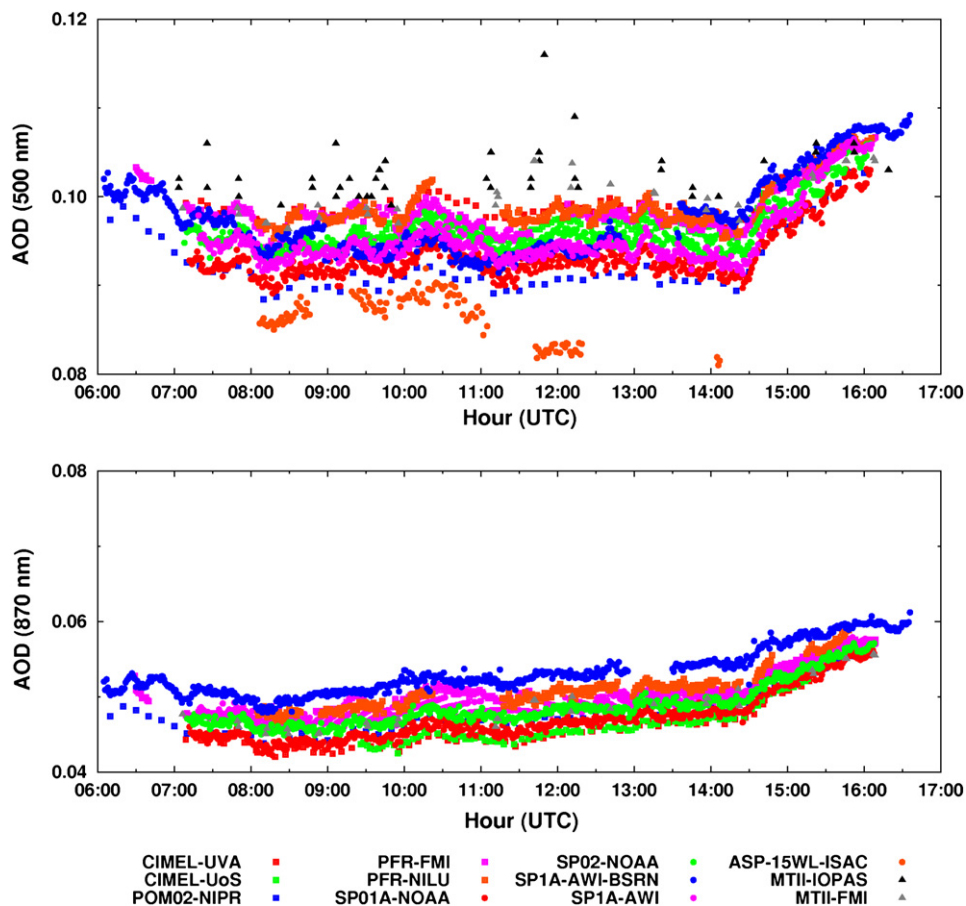 0.12
0.10
0.08
AOD (500 nm)
06:00 07:00 08:00 09:00 10:00 11:00 12:00 13:00 14:00 15:00 16:00 17:00
Hour (UTC)
0.08
0.06
0.04
AOD (870 nm)
06:00 07:00 08:00 09:00 10:00 11:00 12:00 13:00 14:00 15:00 16:00 17:00
Hour (UTC)
CIMEL-UVA PFR-FMI SP02-NOAA ASP-15WL-ISAC
CIMEL-UoS PFR-NILU SP1A-AWI-BSRN MTII-IOPAS
POM02-NIPR SP01A-NOAA SP1A-AWI MTII-FMI